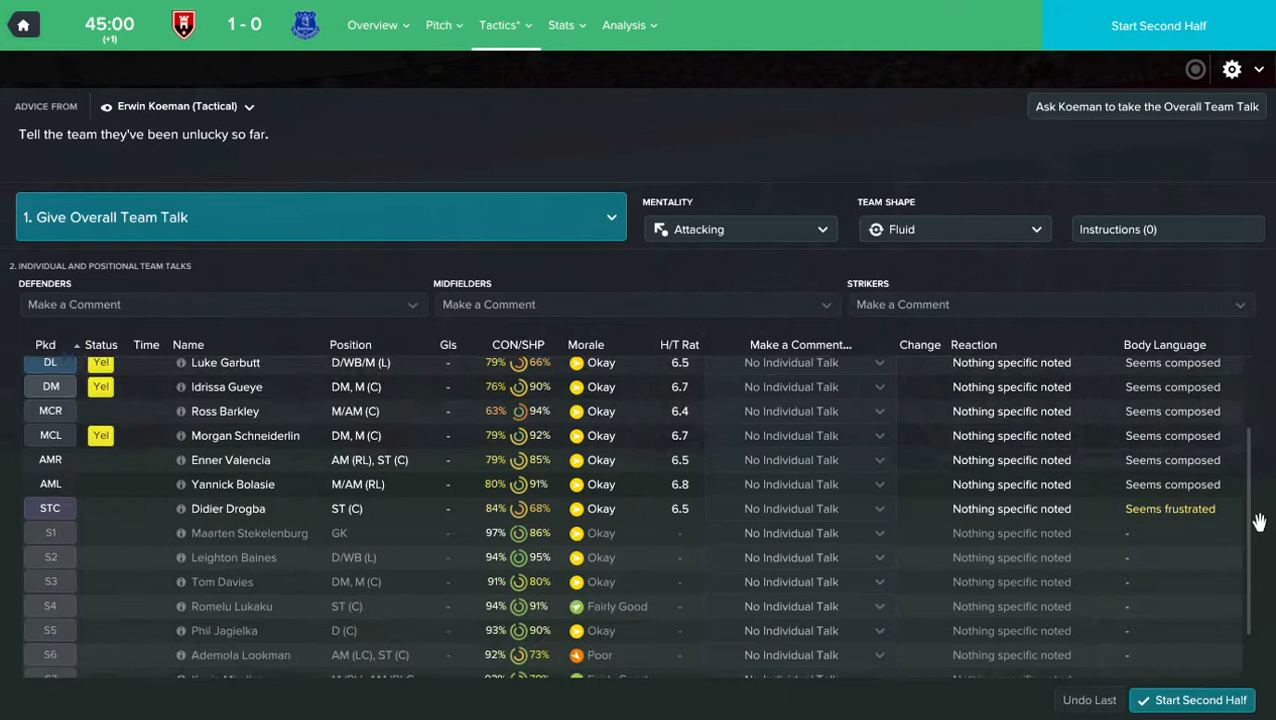 45:00
(+1)
1 - 0
Overview
Pitch
Tactics*
Stats
Analysis
Start Second Half
ADVICE FROM
Erwin Koeman (Tactical)
Ask Koeman to take the Overall Team Talk
Tell the team they've been unlucky so far.
1. Give Overall Team Talk
MENTALITY
Attacking
TEAM SHAPE
Fluid
Instructions (0)
2. INDIVIDUAL AND POSITIONAL TEAM TALKS
DEFENDERS
MIDFIELDERS
STRIKERS
Make a Comment
Make a Comment
Make a Comment
Pkd Status Time Name Position Gls CON/SHP Morale H/T Rat Make a Comment... Change Reaction Body Language
DL Yel Luke Garbutt D/WB/M (L) - 79% 66% Okay 6.5 No Individual Talk Nothing specific noted Seems composed
DM Yel Idrissa Gueye DM, M (C) - 76% 90% Okay 6.7 No Individual Talk Nothing specific noted Seems composed
MCR Ross Barkley M/AM (C) - 63% 94% Okay 6.4 No Individual Talk Nothing specific noted Seems composed
MCL Yel Morgan Schneiderlin DM, M (C) - 79% 92% Okay 6.7 No Individual Talk Nothing specific noted Seems composed
AMR Enner Valencia AM (RL), ST (C) - 79% 85% Okay 6.5 No Individual Talk Nothing specific noted Seems composed
AML Yannick Bolasie M/AM (RL) - 80% 91% Okay 6.8 No Individual Talk Nothing specific noted Seems composed
STC Didier Drogba ST (C) - 84% 68% Okay 6.5 No Individual Talk Nothing specific noted Seems frustrated
S1 Maarten Stekelenburg GK - 97% 86% Okay - No Individual Talk Nothing specific noted -
S2 Leighton Baines D/WB (L) - 94% 95% Okay - No Individual Talk Nothing specific noted -
S3 Tom Davies DM, M (C) - 91% 80% Okay - No Individual Talk Nothing specific noted -
S4 Romelu Lukaku ST (C) - 94% 91% Fairly Good - No Individual Talk Nothing specific noted -
S5 Phil Jagielka D (C) - 93% 90% Okay - No Individual Talk Nothing specific noted -
S6 Ademola Lookman AM (LC), ST (C) - 92% 73% Poor - No Individual Talk Nothing specific noted -
Undo Last
Start Second Half